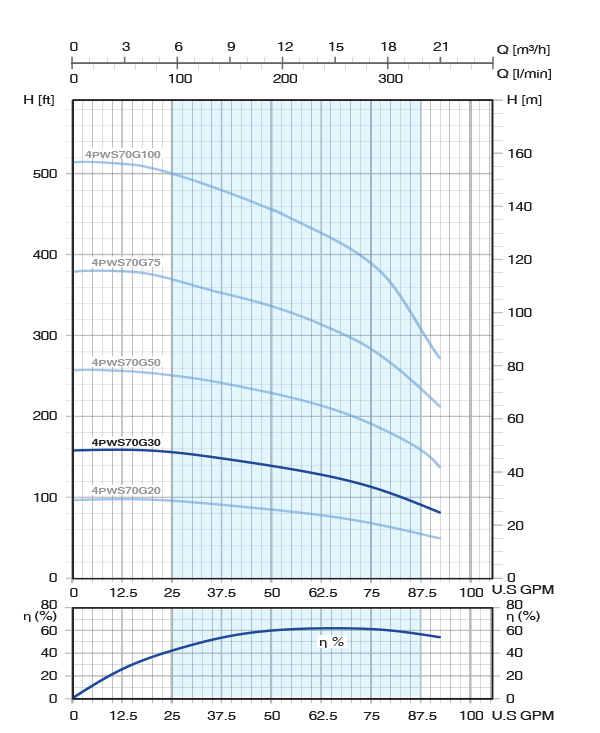 0 3 6 9 12 15 18 21 Q [m³/h]
0 100 200 300 Q [l/min]
H [ft] H [m]
4PWS70G100
160
500
140
4PWS70G75
120
400
100
300
4PWS70G50
80
200
60
4PWS70G30
40
4PWS70G20
100
20
0 0
0 12.5 25 37.5 50 62.5 75 87.5 100 U.S GPM
80 80
η (%) η (%)
60 60
η %
40 40
20 20
0 0
0 12.5 25 37.5 50 62.5 75 87.5 100 U.S GPM